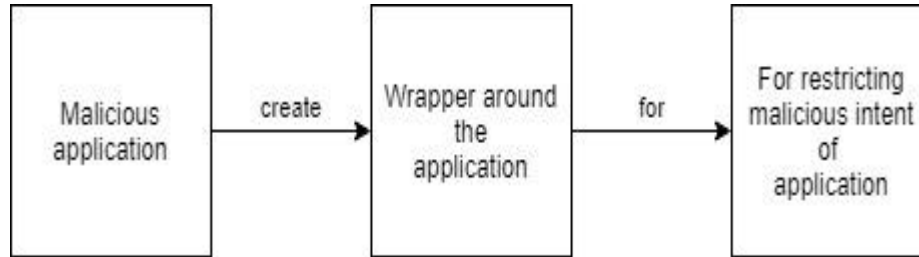 Malicious
application
create
Wrapper around
the
application
for
For restricting
malicious intent
of
application